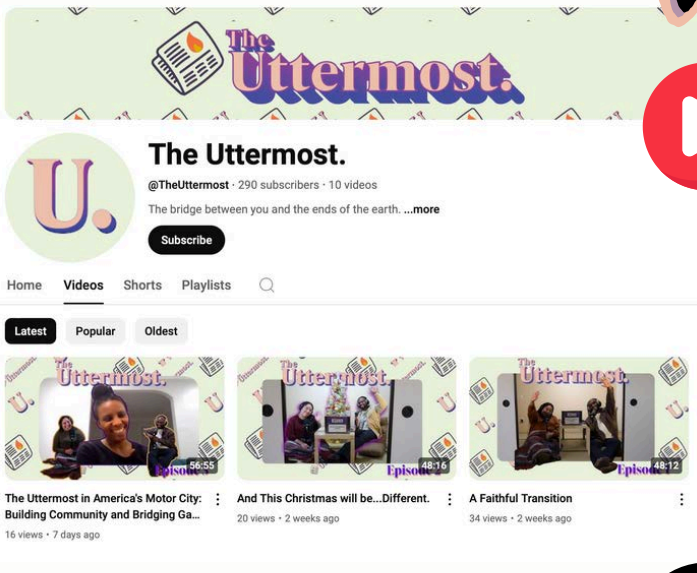 The
Uttermost.
U.
The Uttermost.
@TheUttermost · 290 subscribers · 10 videos
The bridge between you and the ends of the earth. ...more
Subscribe
Home Videos Shorts Playlists
Latest Popular Oldest
The
Uttermost.
56:55
The
Uttermost.
48:16
The
Uttermost.
48:12
The Uttermost in America's Motor City:
Building Community and Bridging Ga...
16 views • 7 days ago
And This Christmas will be...Different.
20 views • 2 weeks ago
A Faithful Transition
34 views • 2 weeks ago